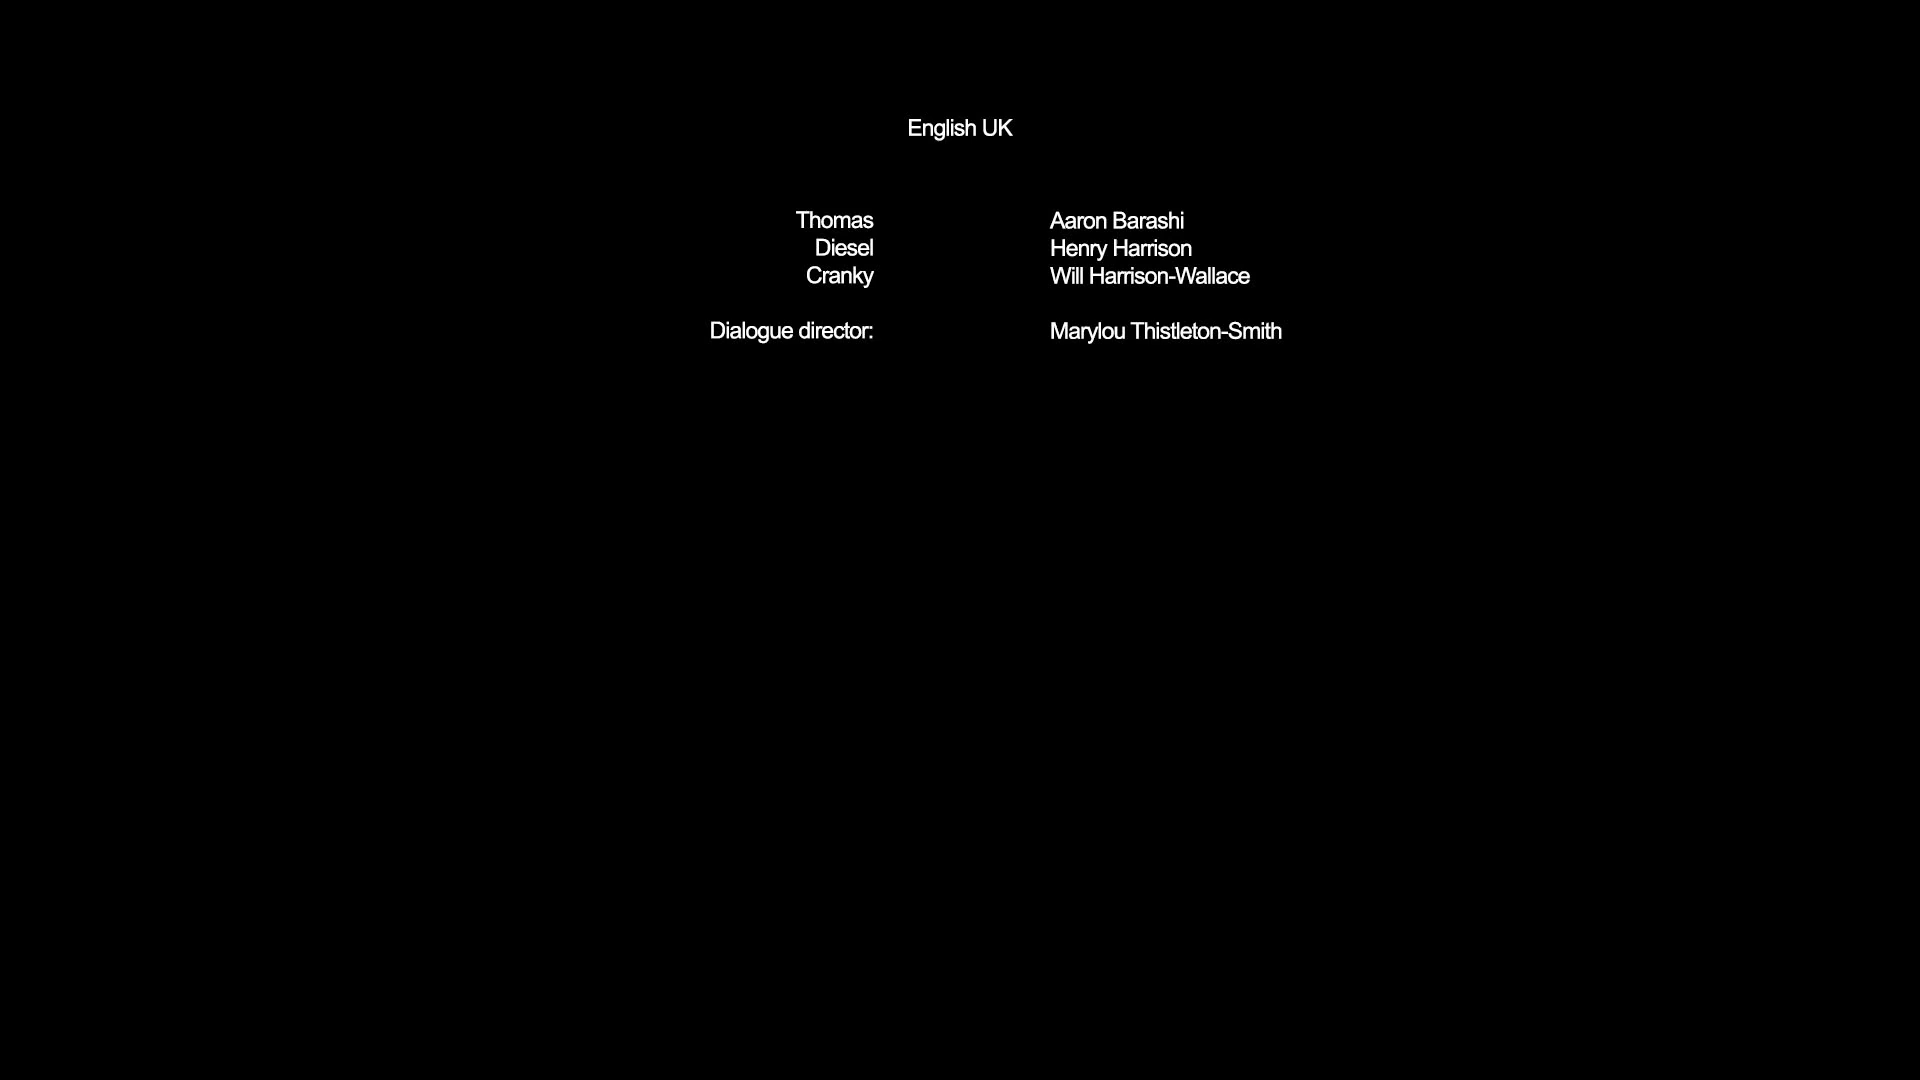 English UK
Thomas Aaron Barashi
Diesel Henry Harrison
Cranky Will Harrison-Wallace
Dialogue director: Marylou Thistleton-Smith